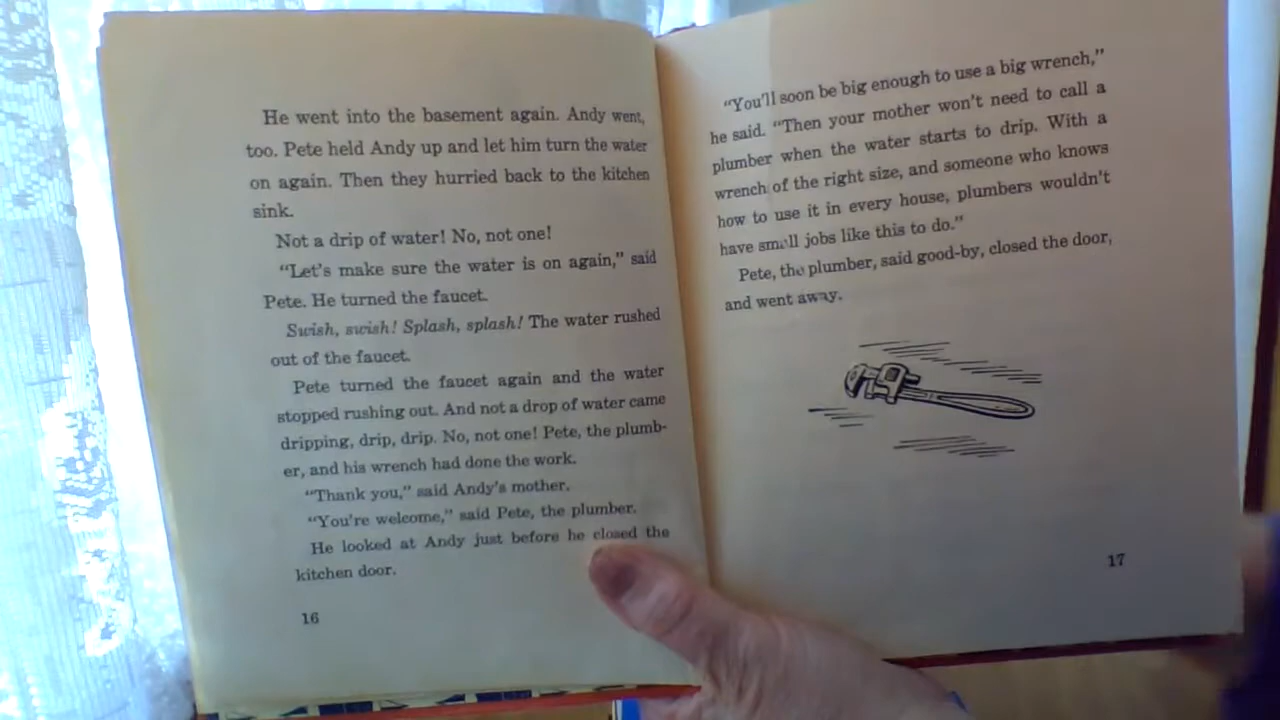 He went into the basement again. Andy went,
too. Pete held Andy up and let him turn the water
on again. Then they hurried back to the kitchen
sink.
Not a drip of water! No, not one!
“Let’s make sure the water is on again,” said
Pete. He turned the faucet.
Swish, swish! Splash, splash! The water rushed
out of the faucet.
Pete turned the faucet again and the water
stopped rushing out. And not a drop of water came
dripping, drip, drip. No, not one! Pete, the plumb-
er, and his wrench had done the work.
“Thank you,” said Andy’s mother.
“You’re welcome,” said Pete, the plumber.
He looked at Andy just before he closed the
kitchen door.
16
“You’ll soon be big enough to use a big wrench,”
he said. “Then your mother won’t need to call a
plumber when the water starts to drip. With a
wrench of the right size, and someone who knows
how to use it in every house, plumbers wouldn’t
have small jobs like this to do.”
Pete, the plumber, said good-by, closed the door,
and went away.
17